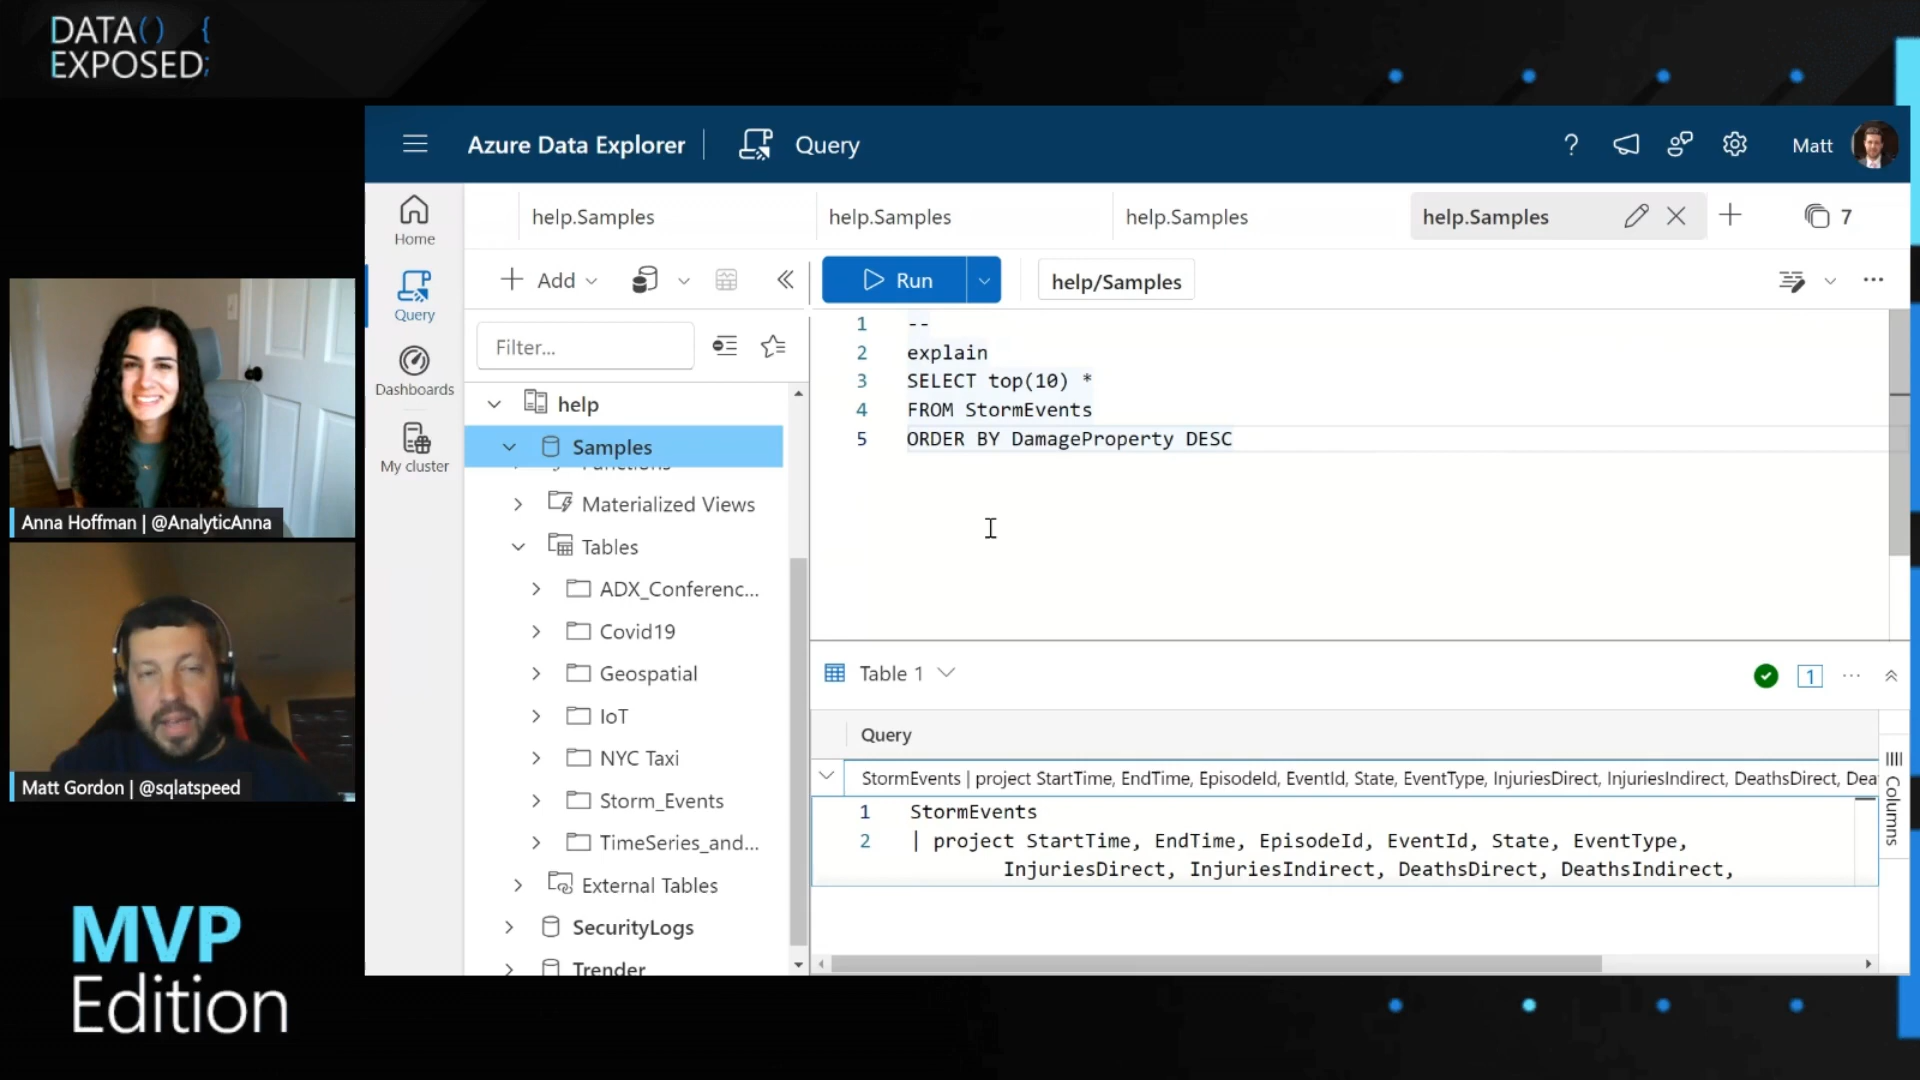 DATA() {
EXPOSED;
Azure Data Explorer
Query
Matt
Home
Query
Dashboards
My cluster
help.Samples
help.Samples
help.Samples
help.Samples
7
Add
Run
help/Samples
Filter...
help
Samples
Functions
Materialized Views
Tables
ADX_Conferenc...
Covid19
Geospatial
IoT
NYC Taxi
Storm_Events
TimeSeries_and...
External Tables
SecurityLogs
Trender
1 --
2 explain
3 SELECT top(10) *
4 FROM StormEvents
5 ORDER BY DamageProperty DESC
Table 1
1
Query
StormEvents | project StartTime, EndTime, EpisodeId, EventId, State, EventType, InjuriesDirect, InjuriesIndirect, DeathsDirect, Dea
1 StormEvents
2 | project StartTime, EndTime, EpisodeId, EventId, State, EventType,
InjuriesDirect, InjuriesIndirect, DeathsDirect, DeathsIndirect,
Columns
Anna Hoffman | @AnalyticAnna
Matt Gordon | @sqlatspeed
MVP
Edition